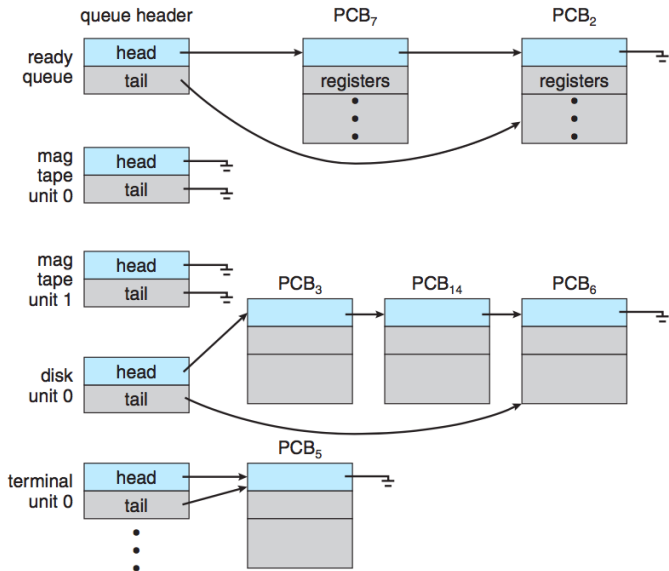 queue header
PCB₇
PCB₂
ready
queue
head
tail
registers
registers
mag
tape
unit 0
head
tail
mag
tape
unit 1
head
tail
PCB₃
PCB₁₄
PCB₆
disk
unit 0
head
tail
PCB₅
terminal
unit 0
head
tail